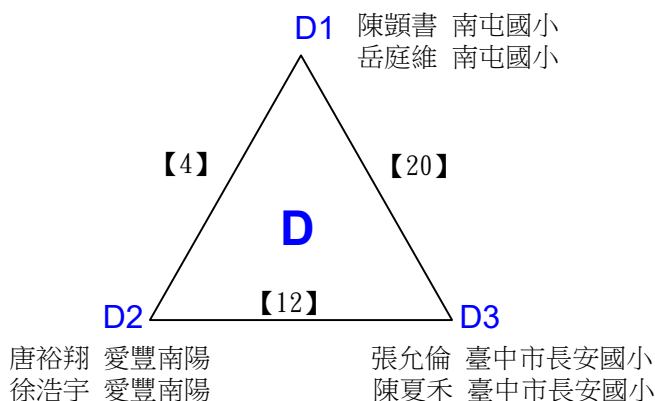 D1 陳顗書 南屯國小
岳庭維 南屯國小
【4】 【20】
D
【12】
D2 D3
唐裕翔 愛豐南陽 張允倫 臺中市長安國小
徐浩宇 愛豐南陽 陳夏禾 臺中市長安國小